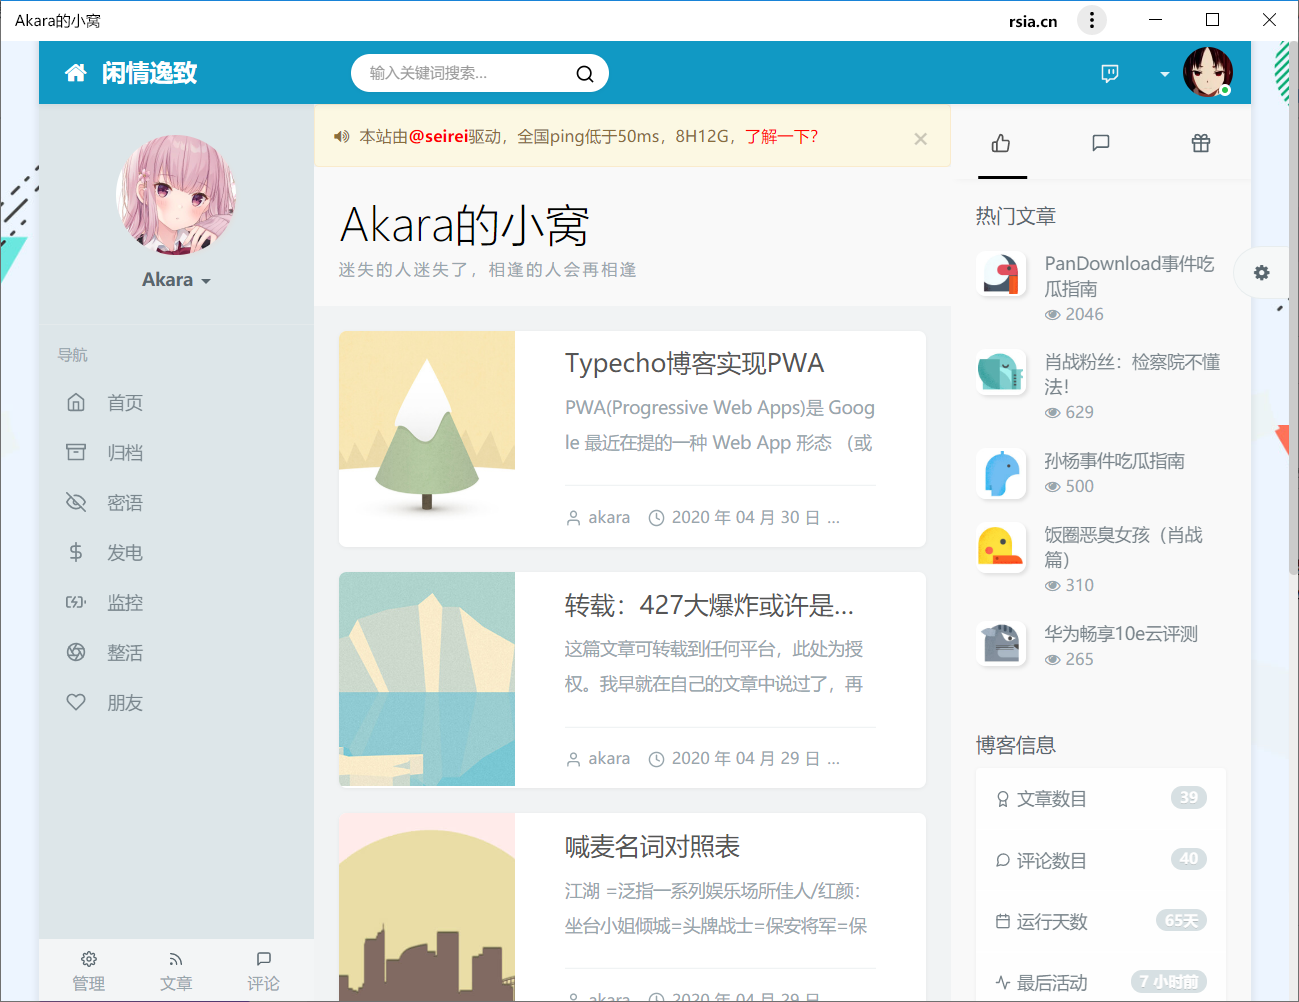 Akara的小窝
rsia.cn
闲情逸致
输入关键词搜索...
Akara
导航
首页
归档
密语
发电
监控
整活
朋友
管理
文章
评论
本站由@seirei驱动，全国ping低于50ms，8H12G，了解一下？
Akara的小窝
迷失的人迷失了，相逢的人会再相逢
Typecho博客实现PWA
PWA(Progressive Web Apps)是 Goog
le 最近在提的一种 Web App 形态 （或
akara 2020 年 04 月 30 日 ...
转载：427大爆炸或许是...
这篇文章可转载到任何平台，此处为授
权。我早就在自己的文章中说过了，再
akara 2020 年 04 月 29 日 ...
喊麦名词对照表
江湖 =泛指一系列娱乐场所佳人/红颜：
坐台小姐倾城=头牌战士=保安将军=保
akara 2020 年 04 月 29 日 ...
热门文章
PanDownload事件吃
瓜指南
2046
肖战粉丝：检察院不懂
法！
629
孙杨事件吃瓜指南
500
饭圈恶臭女孩（肖战
篇）
310
华为畅享10e云评测
265
博客信息
文章数目 39
评论数目 40
运行天数 65天
最后活动 7 小时前